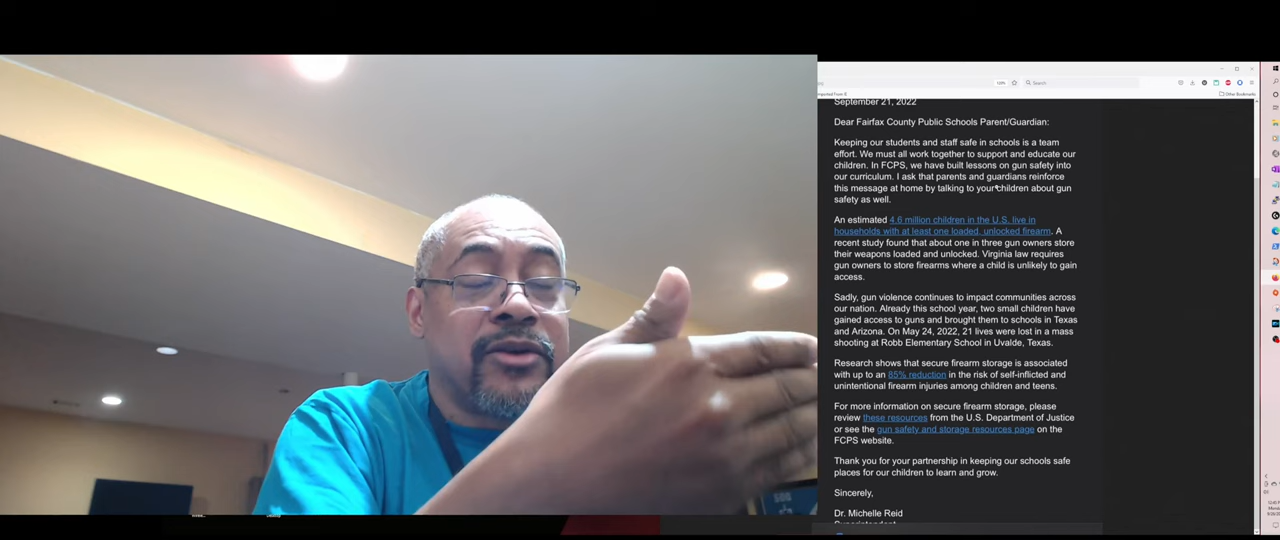 Search
Other Bookmarks
September 21, 2022
Dear Fairfax County Public Schools Parent/Guardian:
Keeping our students and staff safe in schools is a team
effort. We must all work together to support and educate our
children. In FCPS, we have built lessons on gun safety into
our curriculum. I ask that parents and guardians reinforce
this message at home by talking to your children about gun
safety as well.
An estimated 4.6 million children in the U.S. live in
households with at least one loaded, unlocked firearm. A
recent study found that about one in three gun owners store
their weapons loaded and unlocked. Virginia law requires
gun owners to store firearms where a child is unlikely to gain
access.
Sadly, gun violence continues to impact communities across
our nation. Already this school year, two small children have
gained access to guns and brought them to schools in Texas
and Arizona. On May 24, 2022, 21 lives were lost in a mass
shooting at Robb Elementary School in Uvalde, Texas.
Research shows that secure firearm storage is associated
with up to an 85% reduction in the risk of self-inflicted and
unintentional firearm injuries among children and teens.
For more information on secure firearm storage, please
review these resources from the U.S. Department of Justice
or see the gun safety and storage resources page on the
FCPS website.
Thank you for your partnership in keeping our schools safe
places for our children to learn and grow.
Sincerely,
Dr. Michelle Reid
Superintendent